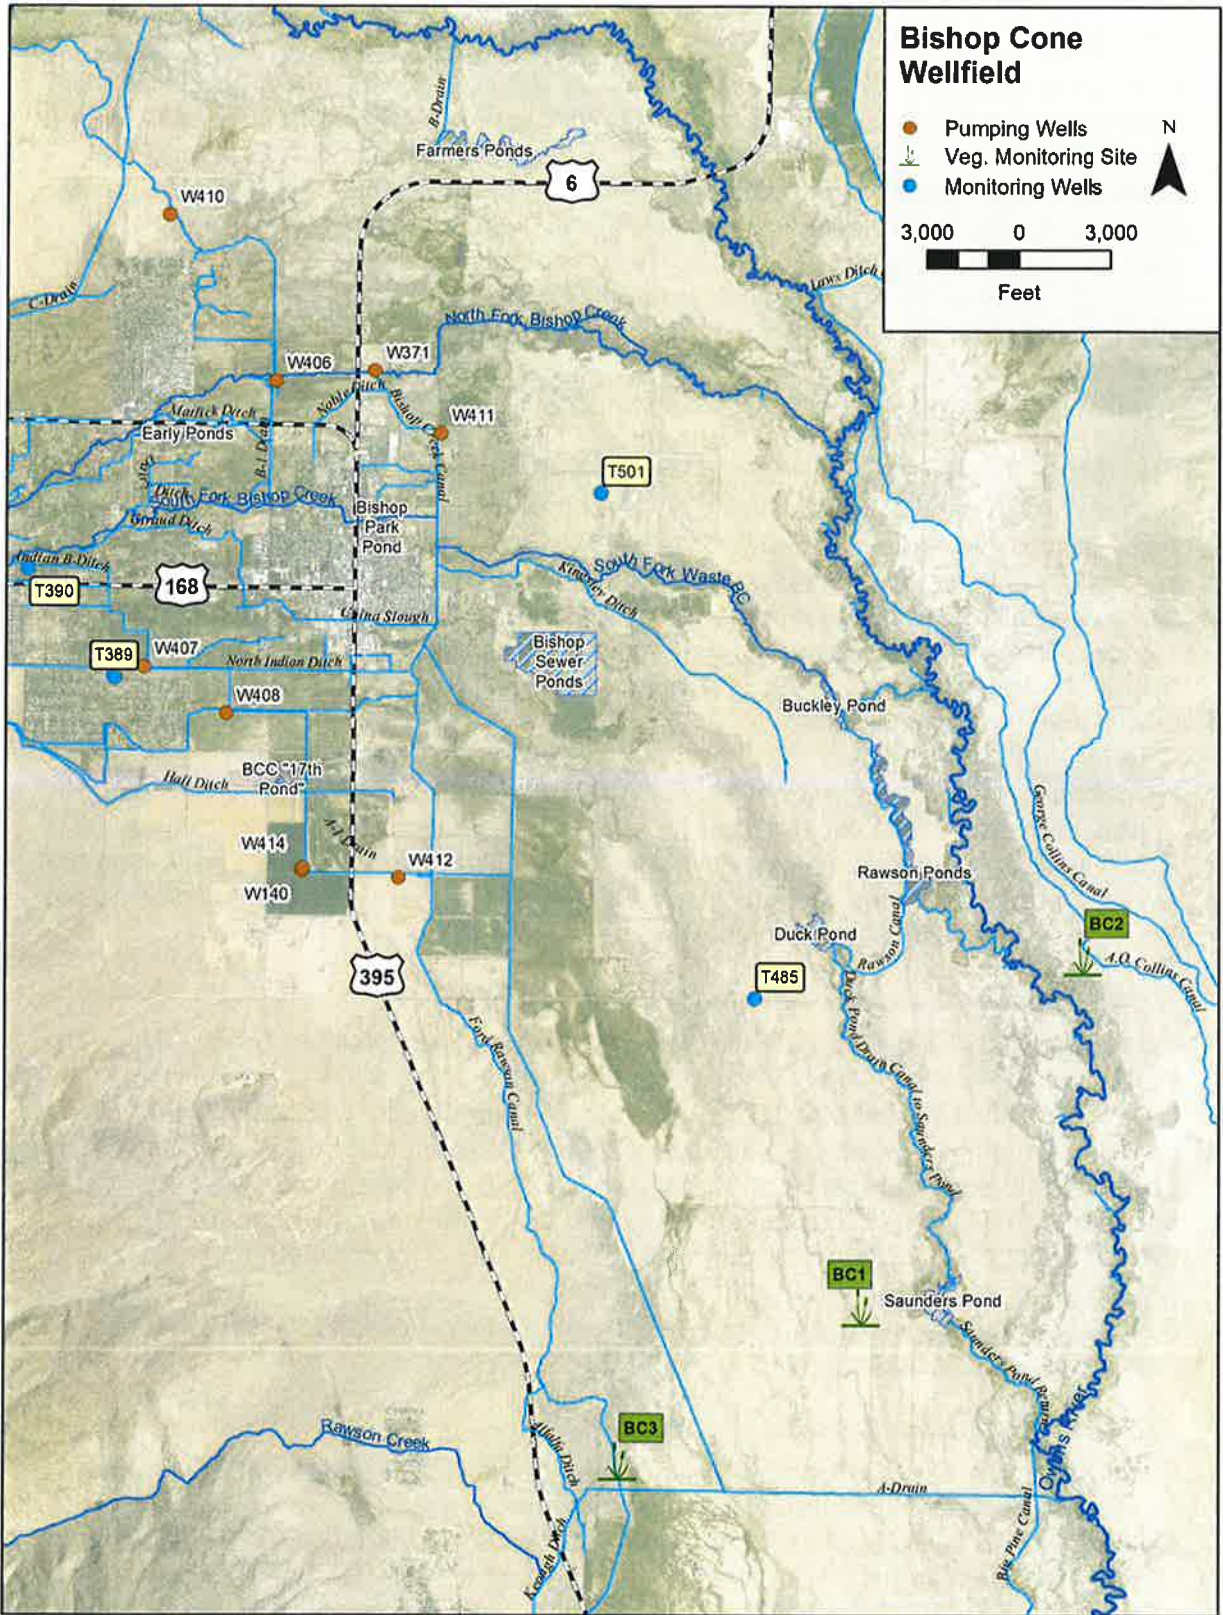 Bishop Cone
Wellfield
Pumping Wells
Veg. Monitoring Site
Monitoring Wells
N
3,000 0 3,000
Feet
B-Drain
Farmers Ponds
6
W410
C-Drain
Laws Ditch
North Fork Bishop Creek
W371
W406
Noble Ditch
Matlick Ditch
Bishop Creek Canal
W411
Early Ponds
B-1 Drain
T501
Ditch
South Fork Bishop Creek
Giraud Ditch
Bishop
Park
Pond
Indian B-Ditch
T390
168
South Fork Waste BC
Kingsley Ditch
China Slough
T389
W407
North Indian Ditch
Bishop
Sewer
Ponds
W408
Buckley Pond
BCC "17th
Pond"
Hall Ditch
George Collins Canal
A-1 Drain
W414
W412
W140
Rawson Ponds
BC2
Duck Pond
Rawson Canal
A.O. Collins Canal
395
T485
Duck Pond Drain Canal to Saunders Pond
Ford Rawson Canal
BC1
Saunders Pond
Saunders Pond Return
Owens River
Rawson Creek
BC3
Alfalfa Ditch
A-Drain
Big Pine Canal
Keough Ditch